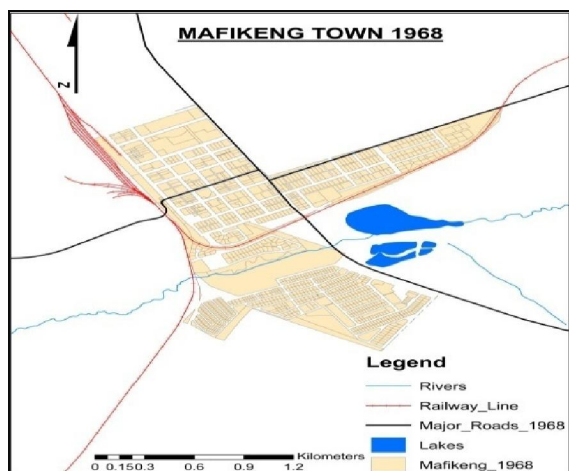 MAFIKENG TOWN 1968
N
Legend
Rivers
Railway_Line
Major_Roads_1968
Lakes
Mafikeng_1968
Kilometers
0 0.150.3 0.6 0.9 1.2